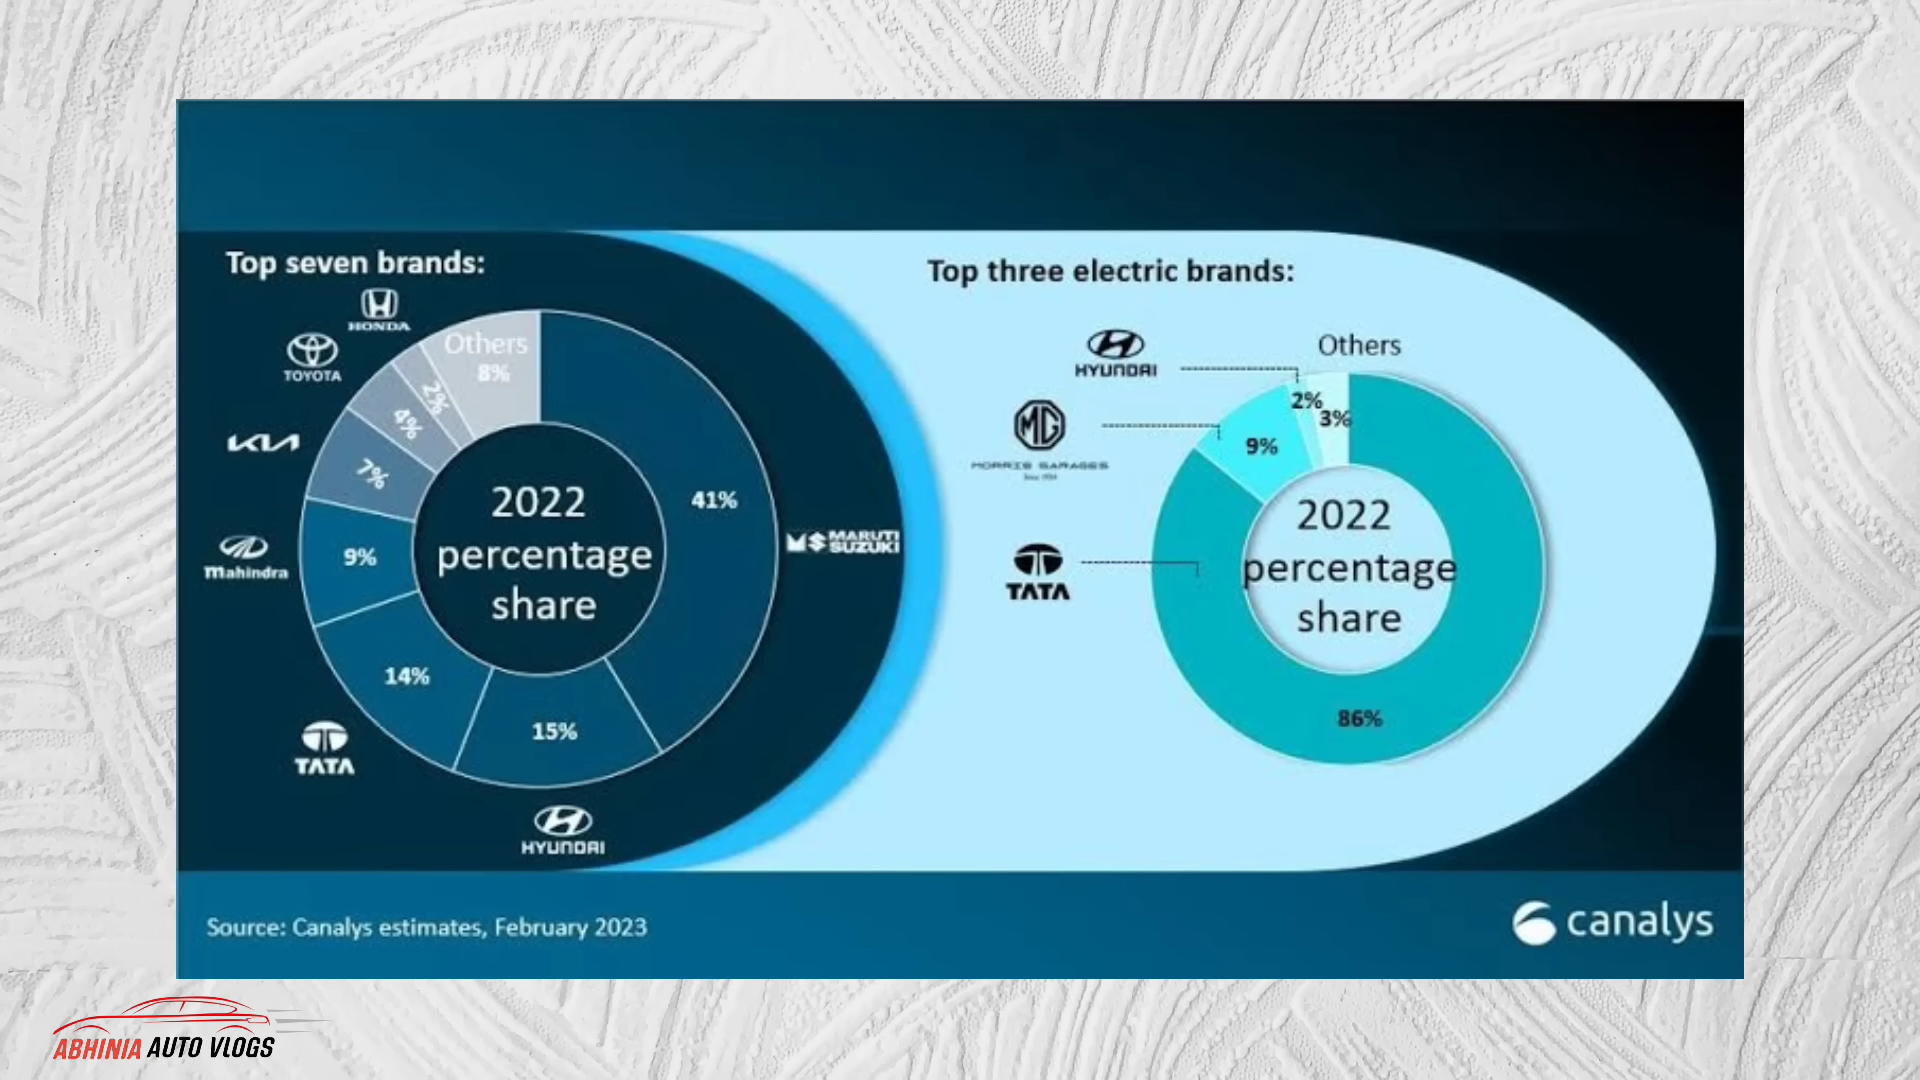 Top seven brands:
HONDA
TOYOTA
KIA
Mahindra
TATA
HYUNDAI
MARUTI
SUZUKI
Others
8%
2%
4%
7%
9%
14%
15%
41%
2022
percentage
share
Top three electric brands:
HYUNDAI
MG
MORRIS GARAGES
TATA
Others
2%
3%
9%
86%
2022
percentage
share
Source: Canalys estimates, February 2023
canalys
ABHINIA AUTO VLOGS